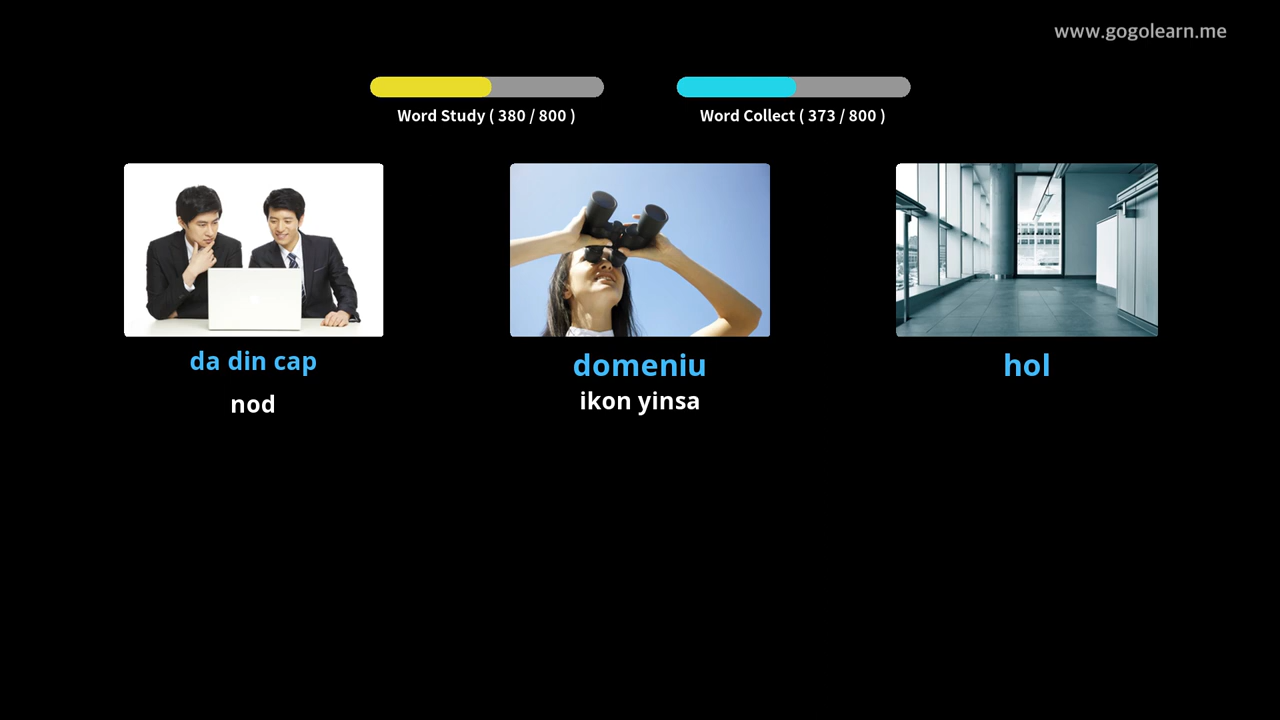 www.gogolearn.me
Word Study ( 380 / 800 )
Word Collect ( 373 / 800 )
da din cap
nod
domeniu
ikon yinsa
hol